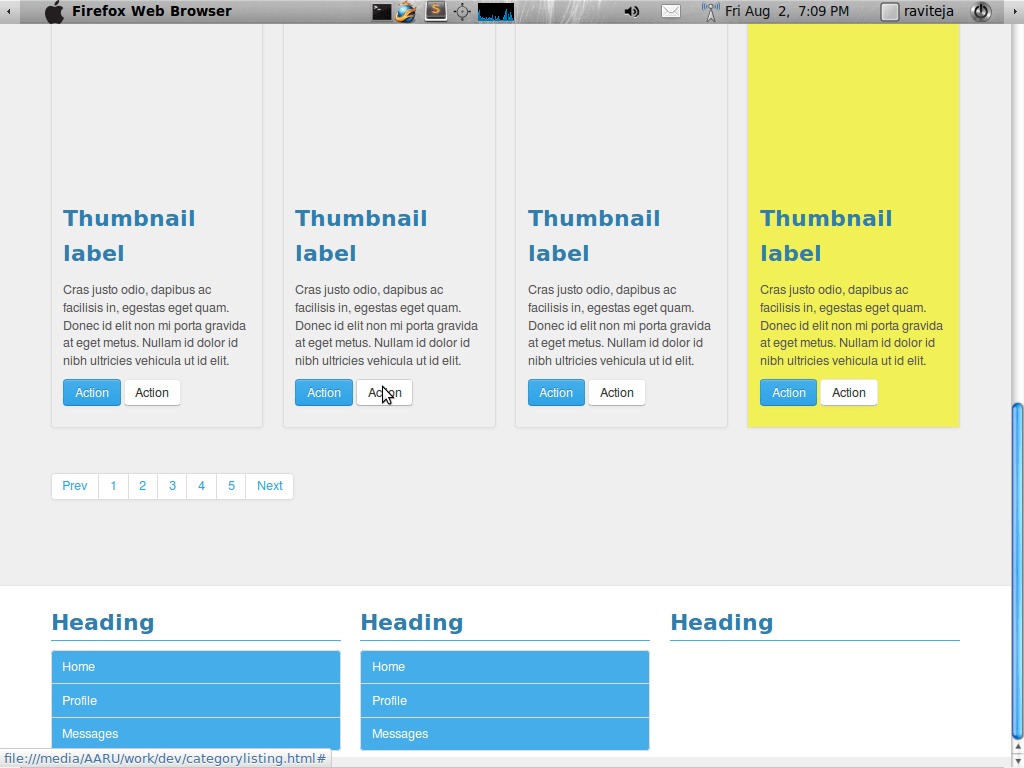 Firefox Web Browser
S
Fri Aug 2, 7:09 PM
raviteja
Thumbnail
label
Cras justo odio, dapibus ac
facilisis in, egestas eget quam.
Donec id elit non mi porta gravida
at eget metus. Nullam id dolor id
nibh ultricies vehicula ut id elit.
Action Action
Thumbnail
label
Cras justo odio, dapibus ac
facilisis in, egestas eget quam.
Donec id elit non mi porta gravida
at eget metus. Nullam id dolor id
nibh ultricies vehicula ut id elit.
Action Action
Thumbnail
label
Cras justo odio, dapibus ac
facilisis in, egestas eget quam.
Donec id elit non mi porta gravida
at eget metus. Nullam id dolor id
nibh ultricies vehicula ut id elit.
Action Action
Thumbnail
label
Cras justo odio, dapibus ac
facilisis in, egestas eget quam.
Donec id elit non mi porta gravida
at eget metus. Nullam id dolor id
nibh ultricies vehicula ut id elit.
Action Action
Prev 1 2 3 4 5 Next
Heading
Home
Profile
Messages
Heading
Home
Profile
Messages
Heading
file:///media/AARU/work/dev/categorylisting.html#